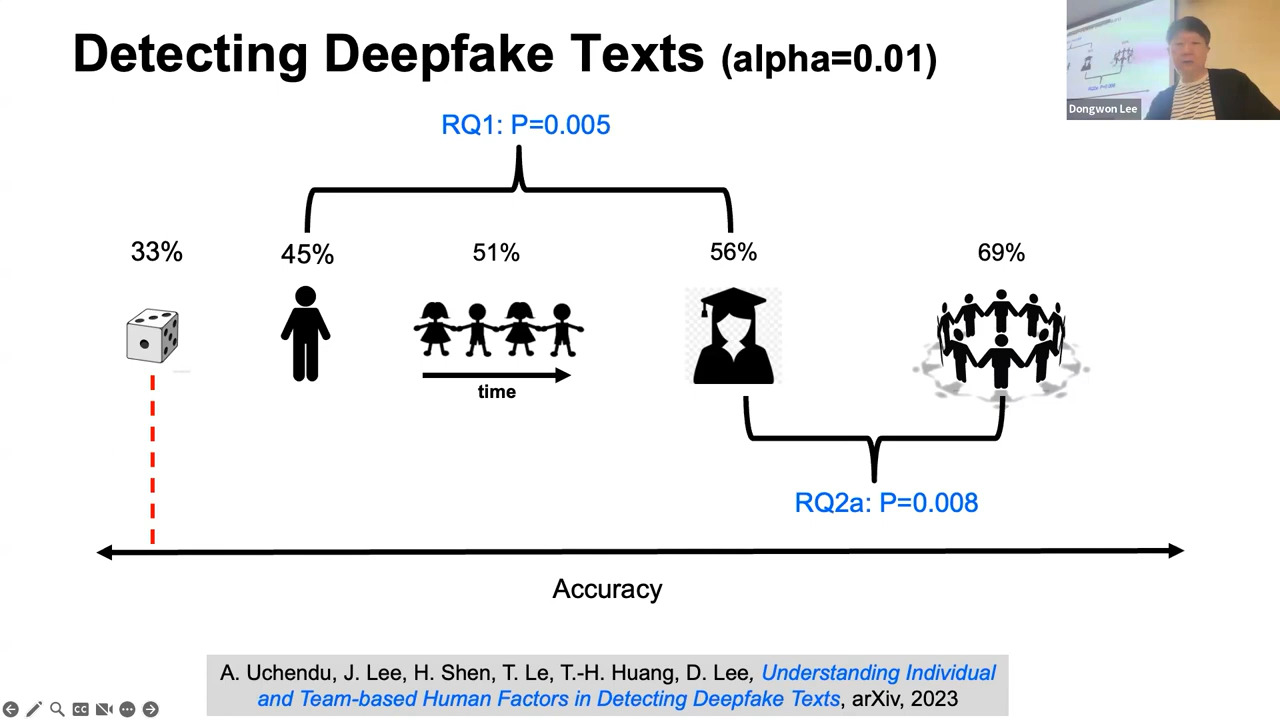 Detecting Deepfake Texts (alpha=0.01)
Dongwon Lee
RQ1: P=0.005
33%
45%
51%
56%
69%
time
RQ2a: P=0.008
Accuracy
A. Uchendu, J. Lee, H. Shen, T. Le, T.-H. Huang, D. Lee, Understanding Individual
and Team-based Human Factors in Detecting Deepfake Texts, arXiv, 2023
CC